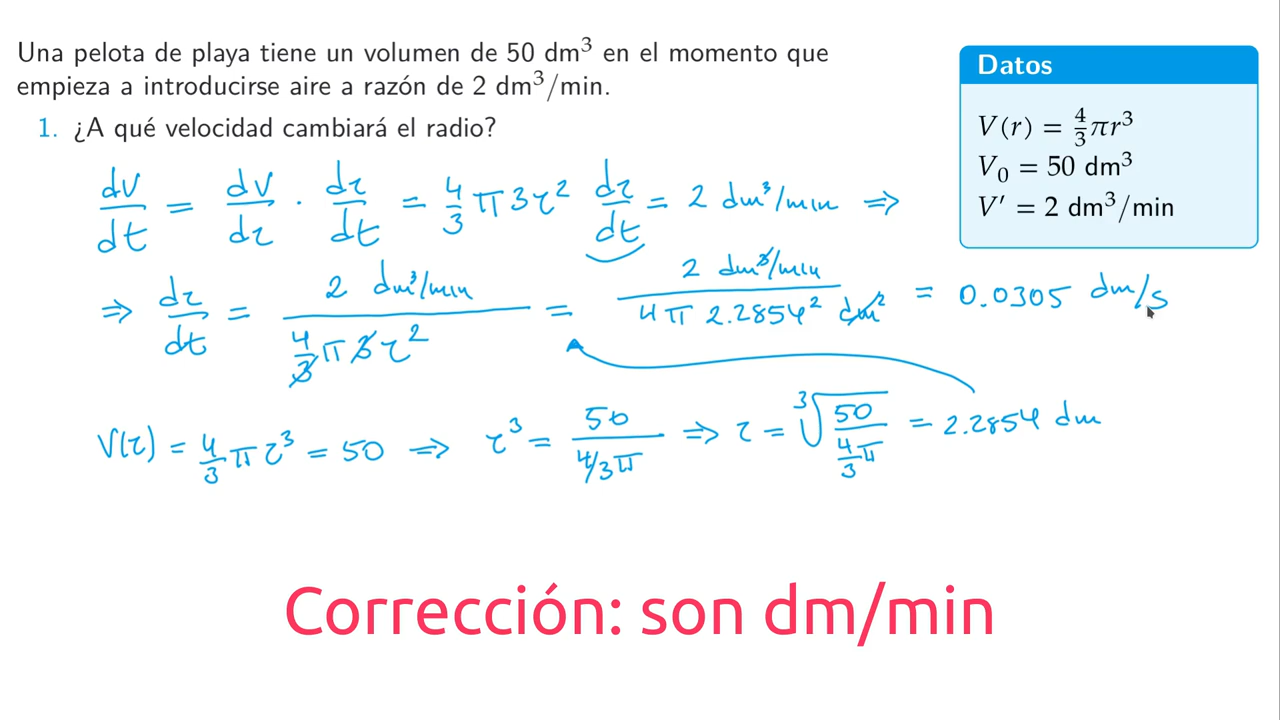 Una pelota de playa tiene un volumen de 50 dm³ en el momento que
empieza a introducirse aire a razón de 2 dm³/min.
1. ¿A qué velocidad cambiará el radio?
Datos
V(r) = 4/3 πr³
V₀ = 50 dm³
V′ = 2 dm³/min
dV/dt = dV/dr · dr/dt = 4/3 π 3r² dr/dt = 2 dm³/min ⇒
⇒ dr/dt = 2 dm³/min / (4/3 π 3 r²) = 2 dm³/min / (4π 2.2854² dm²) = 0.0305 dm/s
V(r) = 4/3 π r³ = 50 ⇒ r³ = 50 / (4/3π) ⇒ r = ∛(50 / (4/3 π)) = 2.2854 dm
Corrección: son dm/min